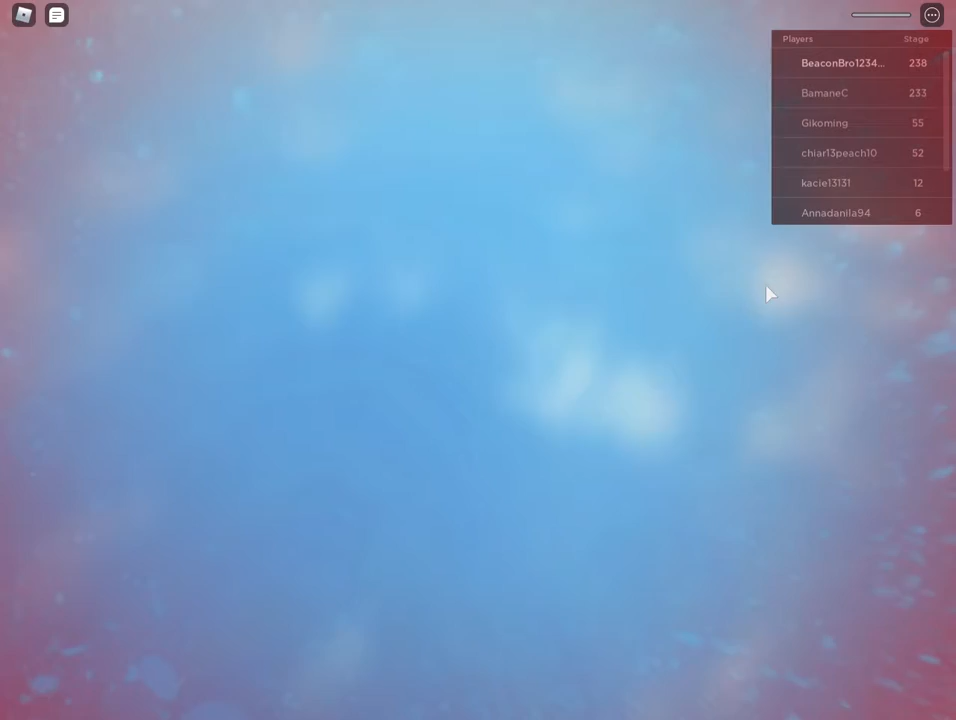 Players Stage
BeaconBro1234... 238
BamaneC 233
Gikoming 55
chiar13peach10 52
kacie13131 12
Annadanila94 6